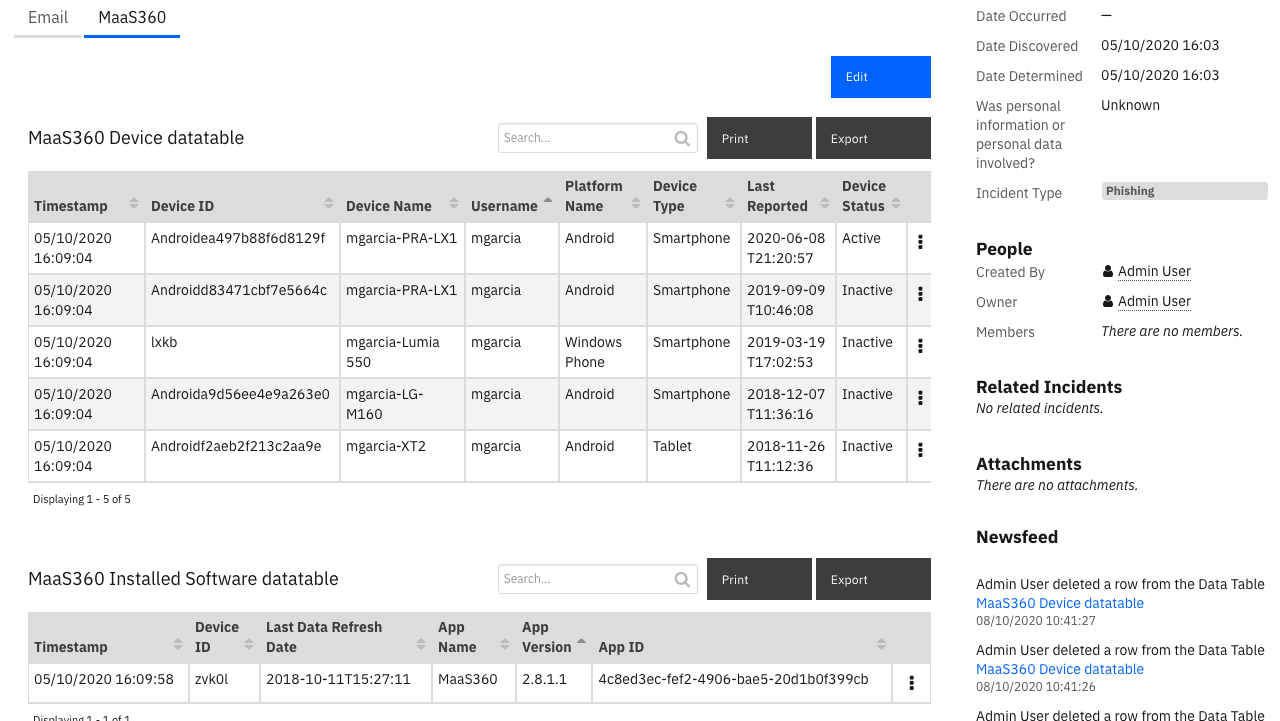 Email MaaS360
Edit
MaaS360 Device datatable Search... Print Export
Timestamp Device ID Device Name Username Platform Name Device Type Last Reported Device Status
05/10/2020 16:09:04 Androidea497b88f6d8129f mgarcia-PRA-LX1 mgarcia Android Smartphone 2020-06-08 T21:20:57 Active
05/10/2020 16:09:04 Androidd83471cbf7e5664c mgarcia-PRA-LX1 mgarcia Android Smartphone 2019-09-09 T10:46:08 Inactive
05/10/2020 16:09:04 lxkb mgarcia-Lumia 550 mgarcia Windows Phone Smartphone 2019-03-19 T17:02:53 Inactive
05/10/2020 16:09:04 Androida9d56ee4e9a263e0 mgarcia-LG-M160 mgarcia Android Smartphone 2018-12-07 T11:36:16 Inactive
05/10/2020 16:09:04 Androidf2aeb2f213c2aa9e mgarcia-XT2 mgarcia Android Tablet 2018-11-26 T11:12:36 Inactive
Displaying 1 - 5 of 5
MaaS360 Installed Software datatable Search... Print Export
Timestamp Device ID Last Data Refresh Date App Name App Version App ID
05/10/2020 16:09:58 zvk0l 2018-10-11T15:27:11 MaaS360 2.8.1.1 4c8ed3ec-fef2-4906-bae5-20d1b0f399cb
Displaying 1 - 1 of 1
Date Occurred —
Date Discovered 05/10/2020 16:03
Date Determined 05/10/2020 16:03
Was personal information or personal data involved? Unknown
Incident Type Phishing
People
Created By Admin User
Owner Admin User
Members There are no members.
Related Incidents
No related incidents.
Attachments
There are no attachments.
Newsfeed
Admin User deleted a row from the Data Table
MaaS360 Device datatable
08/10/2020 10:41:27
Admin User deleted a row from the Data Table
MaaS360 Device datatable
08/10/2020 10:41:26
Admin User deleted a row from the Data Table